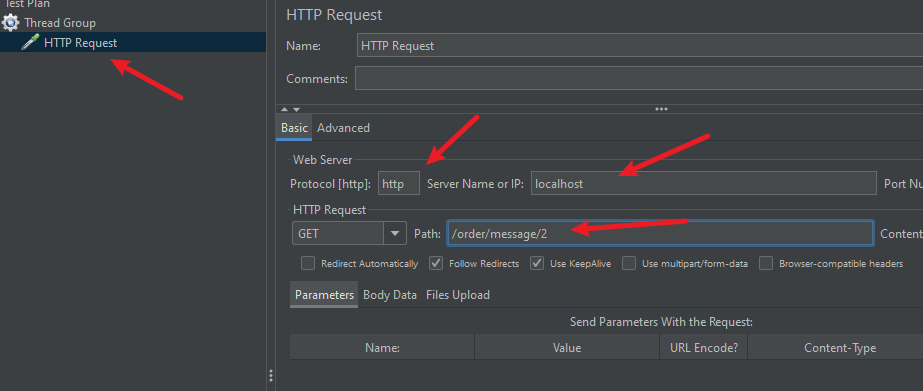 Test Plan
Thread Group
HTTP Request
HTTP Request
Name: HTTP Request
Comments:
Basic Advanced
Web Server
Protocol [http]: http Server Name or IP: localhost Port Nu
HTTP Request
GET Path: /order/message/2 Content
Redirect Automatically Follow Redirects Use KeepAlive Use multipart/form-data Browser-compatible headers
Parameters Body Data Files Upload
Send Parameters With the Request:
Name: Value URL Encode? Content-Type